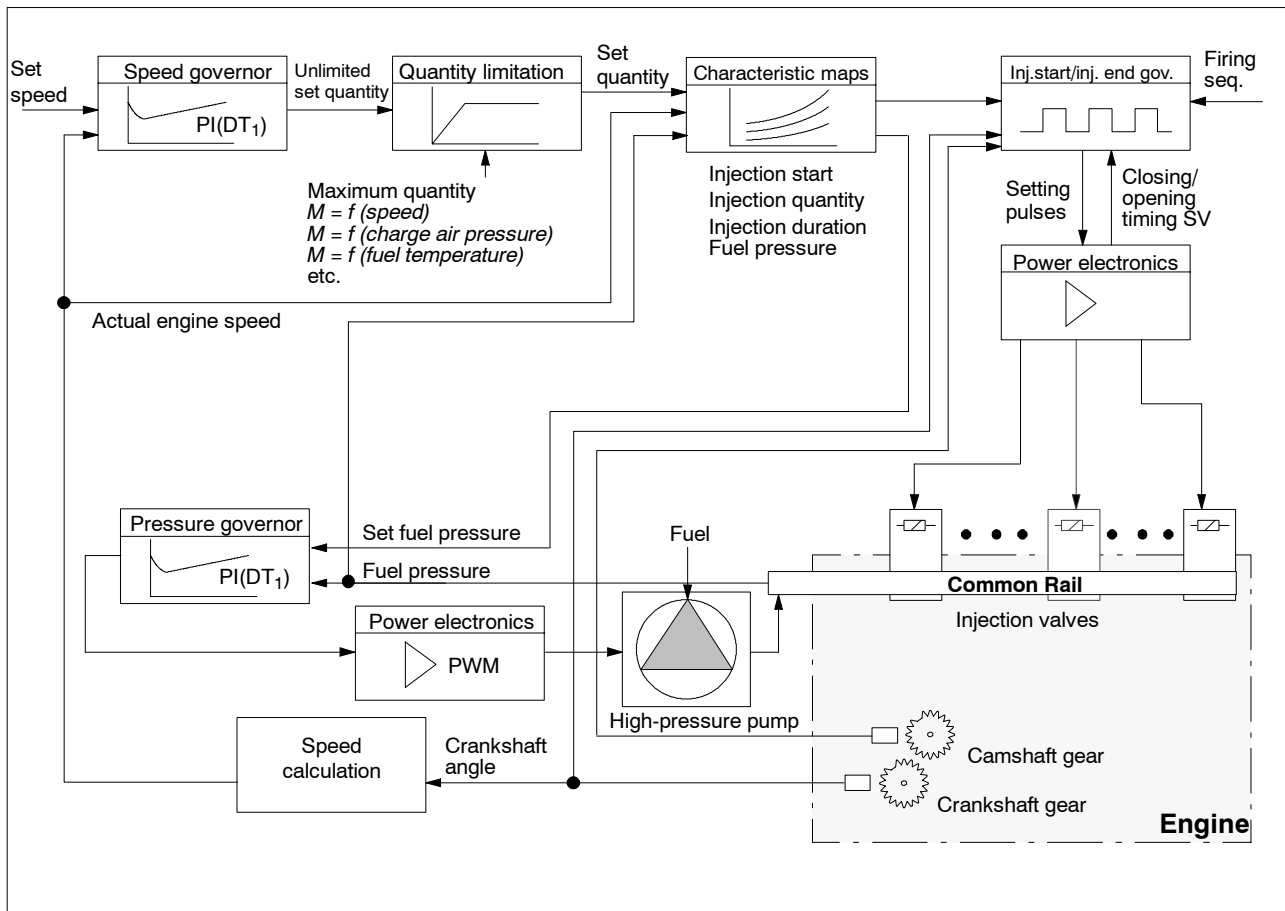 Set
speed
Speed governor
PI(DT1)
Unlimited
set quantity
Quantity limitation
Set
quantity
Characteristic maps
Inj.start/inj. end gov.
Firing
seq.
Maximum quantity
M = f (speed)
M = f (charge air pressure)
M = f (fuel temperature)
etc.
Injection start
Injection quantity
Injection duration
Fuel pressure
Setting
pulses
Closing/
opening
timing SV
Power electronics
Actual engine speed
Pressure governor
PI(DT1)
Set fuel pressure
Fuel pressure
Fuel
Common Rail
Injection valves
Power electronics
PWM
High-pressure pump
Speed
calculation
Crankshaft
angle
Camshaft gear
Crankshaft gear
Engine